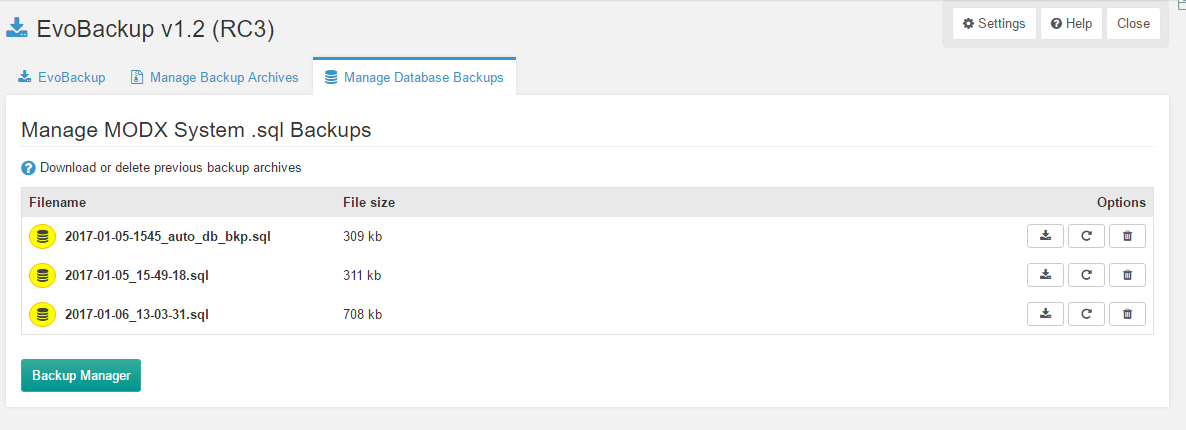 EvoBackup v1.2 (RC3)
Settings Help Close
EvoBackup Manage Backup Archives Manage Database Backups
Manage MODX System .sql Backups
Download or delete previous backup archives
Filename File size Options
2017-01-05-1545_auto_db_bkp.sql 309 kb
2017-01-05_15-49-18.sql 311 kb
2017-01-06_13-03-31.sql 708 kb
Backup Manager